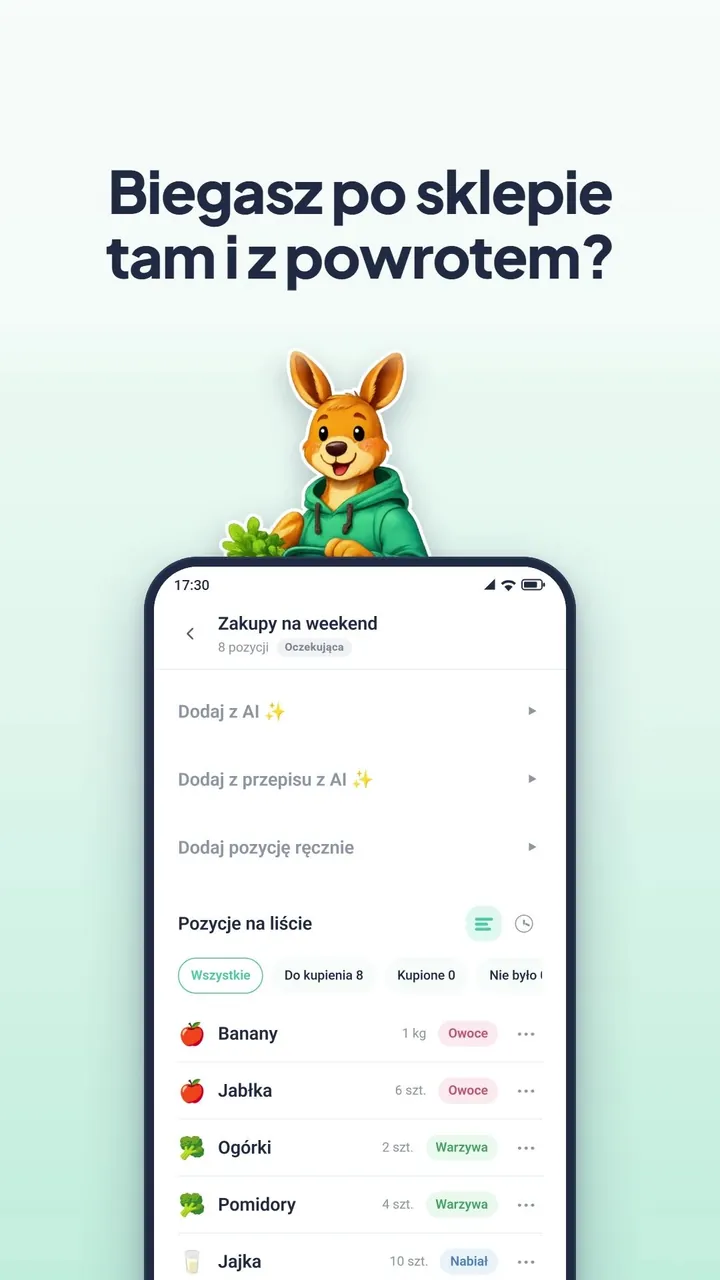 Biegasz po sklepie
tam i z powrotem?
17:30
Zakupy na weekend
8 pozycji Oczekująca
Dodaj z AI ✨
Dodaj z przepisu z AI ✨
Dodaj pozycję ręcznie
Pozycje na liście
Wszystkie Do kupienia 8 Kupione 0 Nie było
Banany 1 kg Owoce
Jabłka 6 szt. Owoce
Ogórki 2 szt. Warzywa
Pomidory 4 szt. Warzywa
Jajka 10 szt. Nabiał